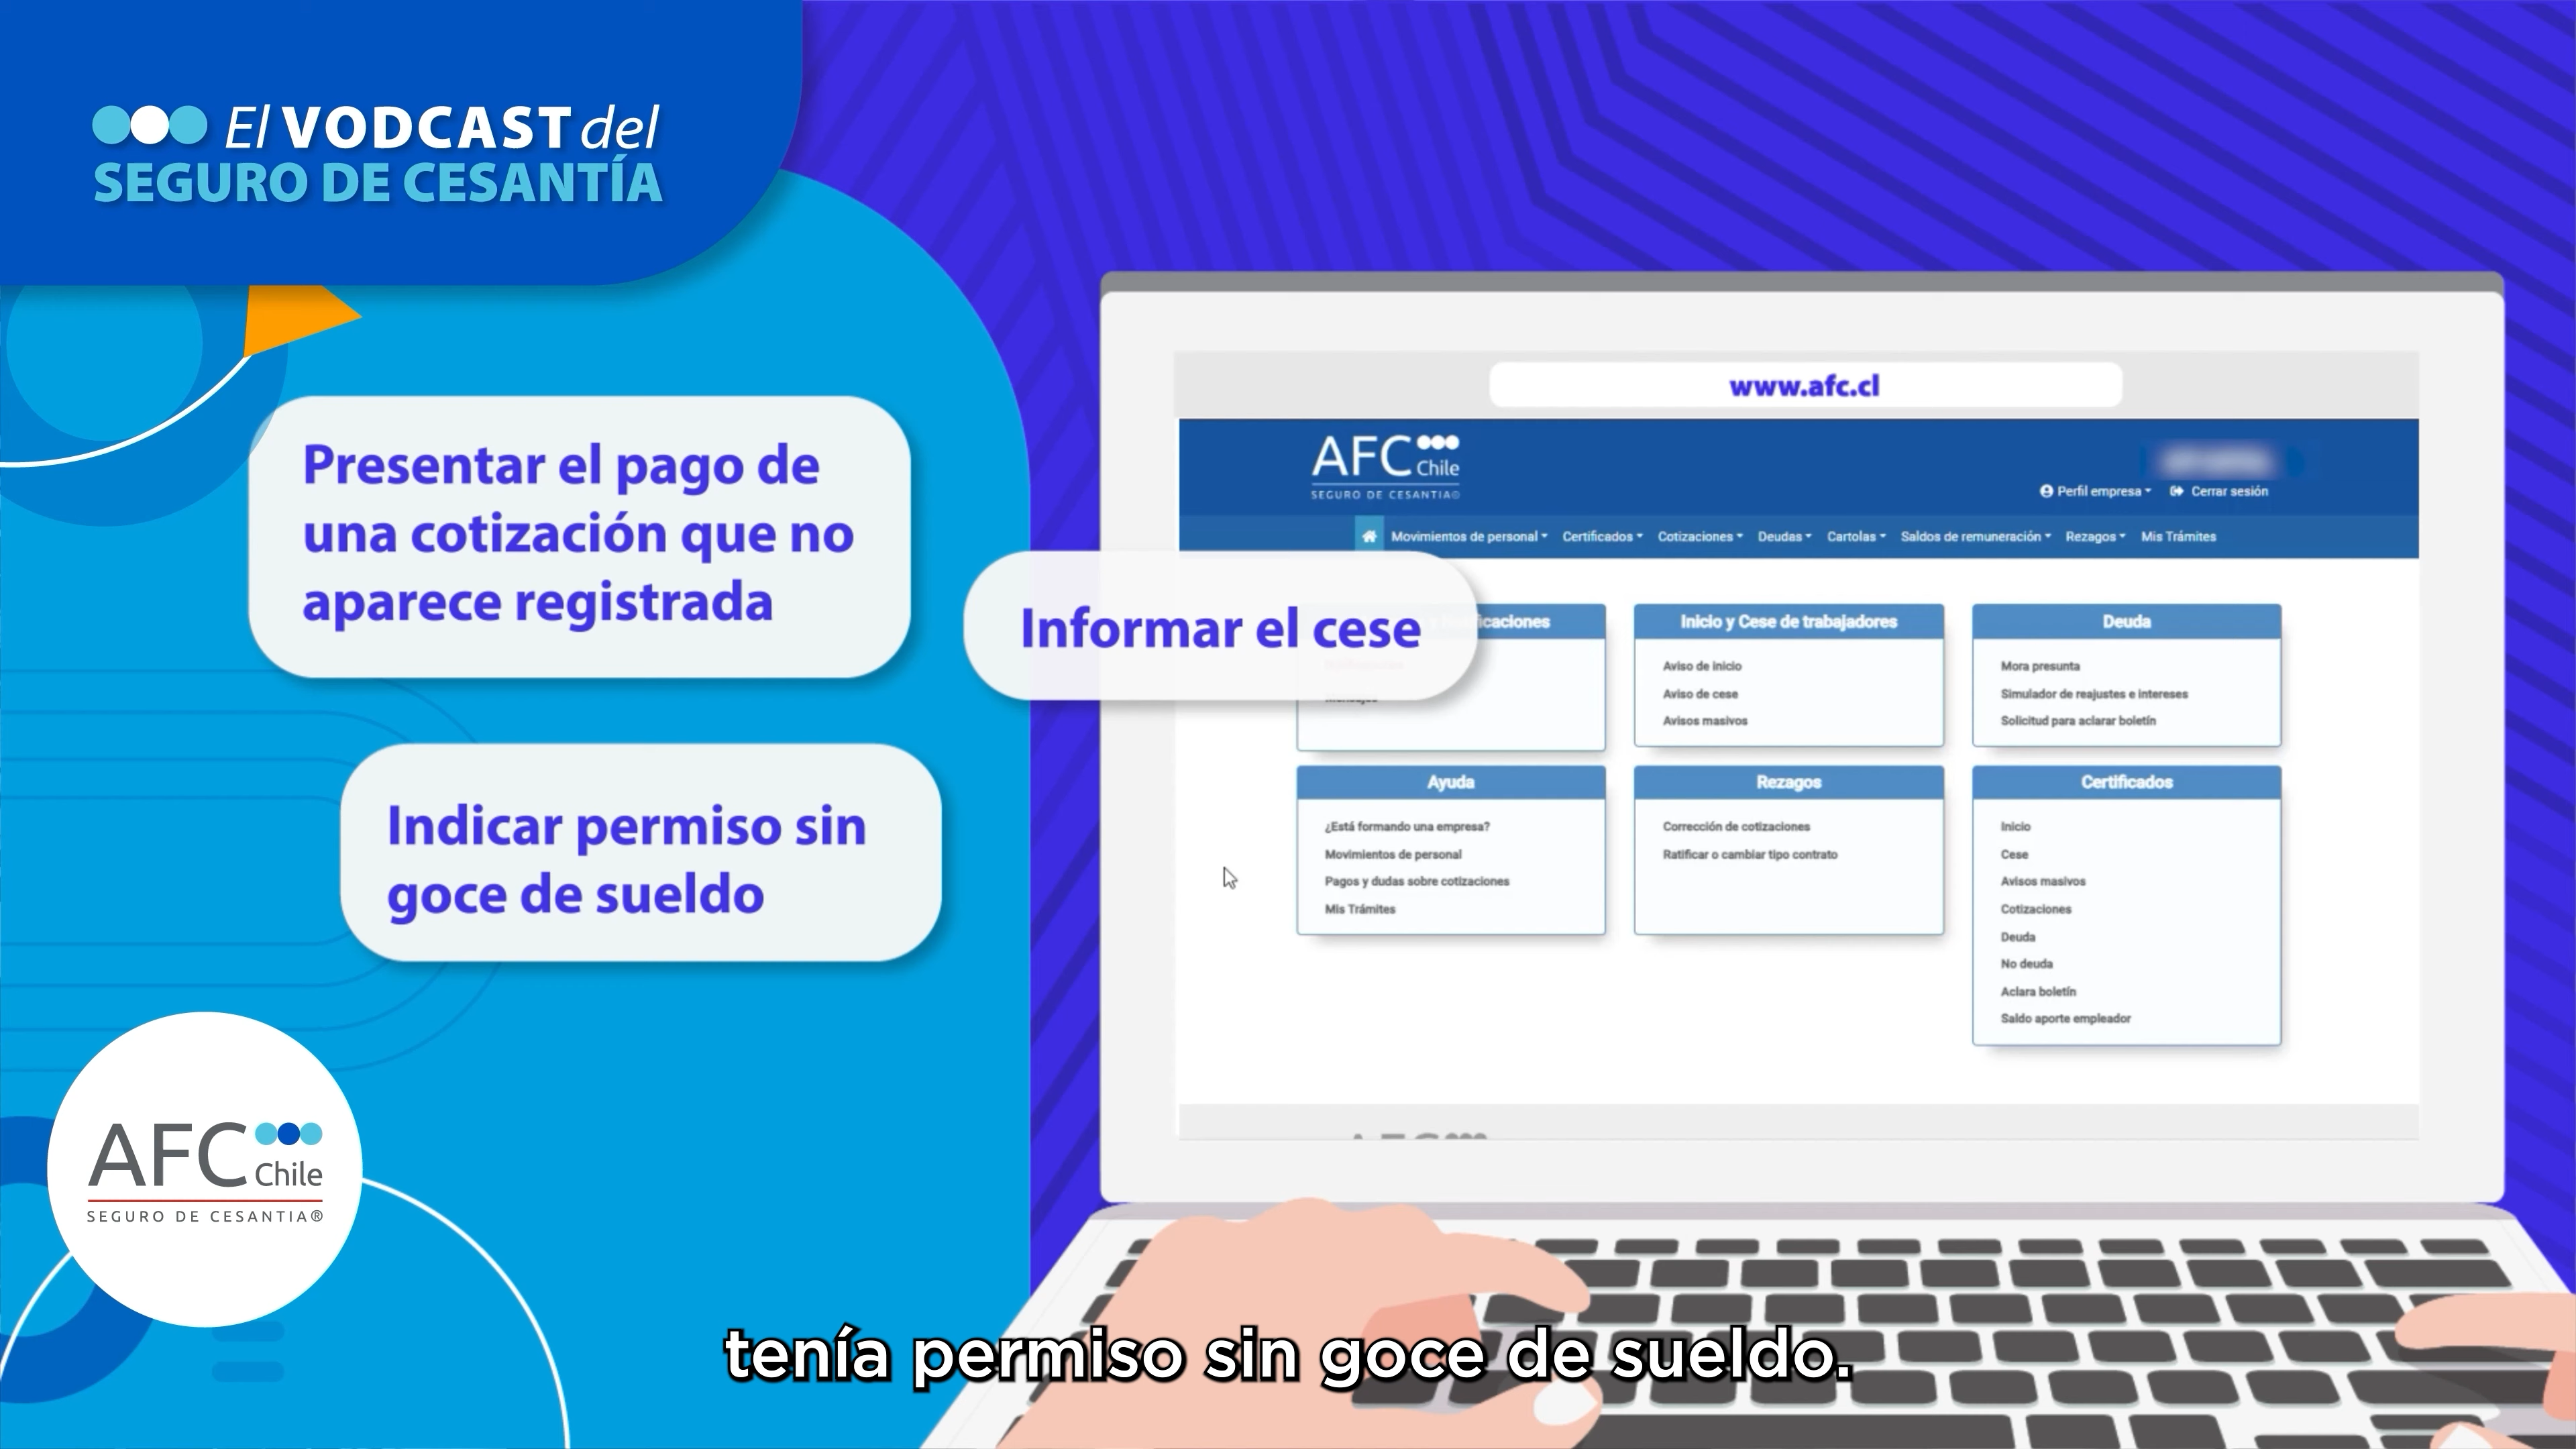 El VODCAST del
SEGURO DE CESANTÍA
Presentar el pago de
una cotización que no
aparece registrada
Informar el cese
Indicar permiso sin
goce de sueldo
AFC Chile
SEGURO DE CESANTIA®
www.afc.cl
AFC Chile
SEGURO DE CESANTIA®
Perfil empresa
Cerrar sesión
Movimientos de personal
Certificados
Cotizaciones
Deudas
Cartolas
Saldos de remuneración
Rezagos
Mis Trámites
Inicio y Cese de trabajadores
Aviso de inicio
Aviso de cese
Avisos masivos
Deuda
Mora presunta
Simulador de reajustes e intereses
Solicitud para aclarar boletín
Ayuda
¿Está formando una empresa?
Movimientos de personal
Pagos y dudas sobre cotizaciones
Mis Trámites
Rezagos
Corrección de cotizaciones
Ratificar o cambiar tipo contrato
Certificados
Inicio
Cese
Avisos masivos
Cotizaciones
Deuda
No deuda
Aclara boletín
Saldo aporte empleador
tenía permiso sin goce de sueldo.